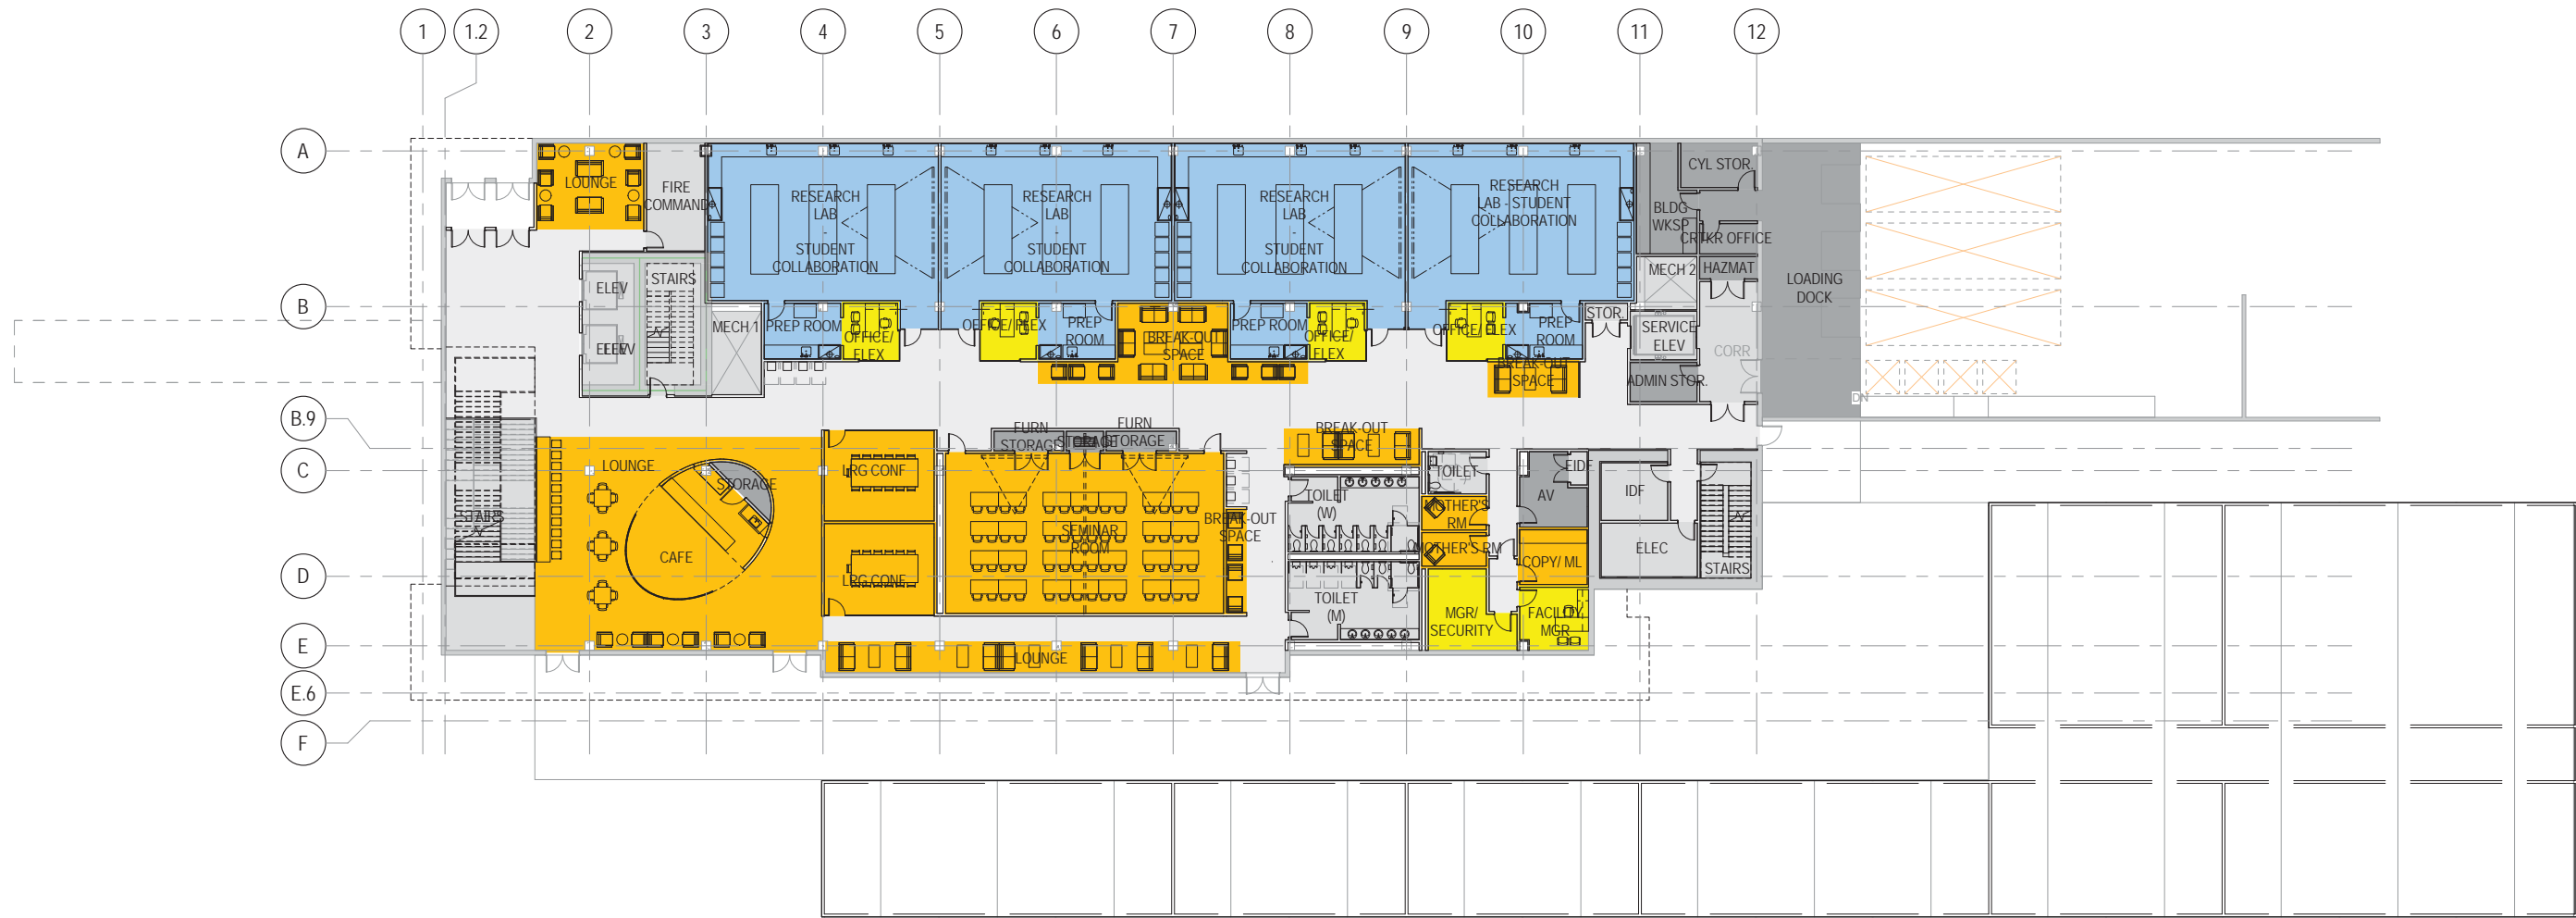 1
1.2
2
3
4
5
6
7
8
9
10
11
12
A
B
B.9
C
D
E
E.6
F
LOUNGE
FIRE
COMMAND
RESEARCH
LAB
-
STUDENT
COLLABORATION
RESEARCH
LAB
-
STUDENT
COLLABORATION
RESEARCH
LAB
-
STUDENT
COLLABORATION
RESEARCH
LAB - STUDENT
COLLABORATION
BLDG
WKSP
CYL STOR.
CRTKR OFFICE
HAZMAT
MECH 2
LOADING
DOCK
ELEV
STAIRS
ELEV
ELEV
MECH 1
PREP ROOM
OFFICE/
FLEX
OFFICE/ FLEX
PREP
ROOM
BREAK-OUT
SPACE
PREP ROOM
OFFICE/
FLEX
OFFICE/ FLEX
PREP
ROOM
STOR.
SERVICE
ELEV
CORR
BREAK-OUT
SPACE
ADMIN STOR.
DN
FURN
STORAGE
STORAGE
FURN
STORAGE
BREAK-OUT
SPACE
LOUNGE
STORAGE
LRG CONF
TOILET
EIDF
AV
IDF
STAIRS
CAFE
SEMINAR
ROOM
BREAK-OUT
SPACE
TOILET
(W)
MOTHER'S
RM
MOTHER'S RM
COPY/ ML
ELEC
STAIRS
LRG CONF
TOILET
(M)
MGR/
SECURITY
FACILITY
MGR
LOUNGE